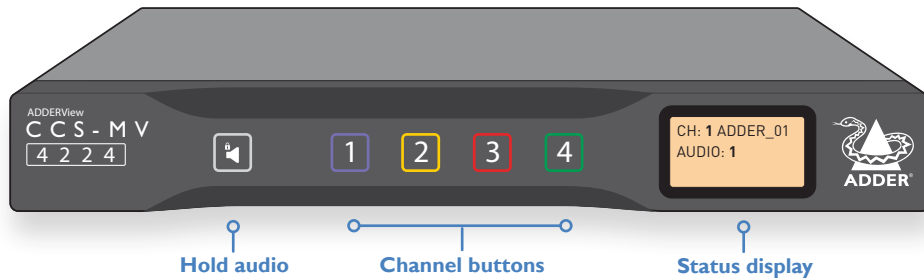 ADDERView
CCS-MV
4224
1
2
3
4
CH: 1 ADDER_01
AUDIO: 1
ADDER®
Hold audio
Channel buttons
Status display